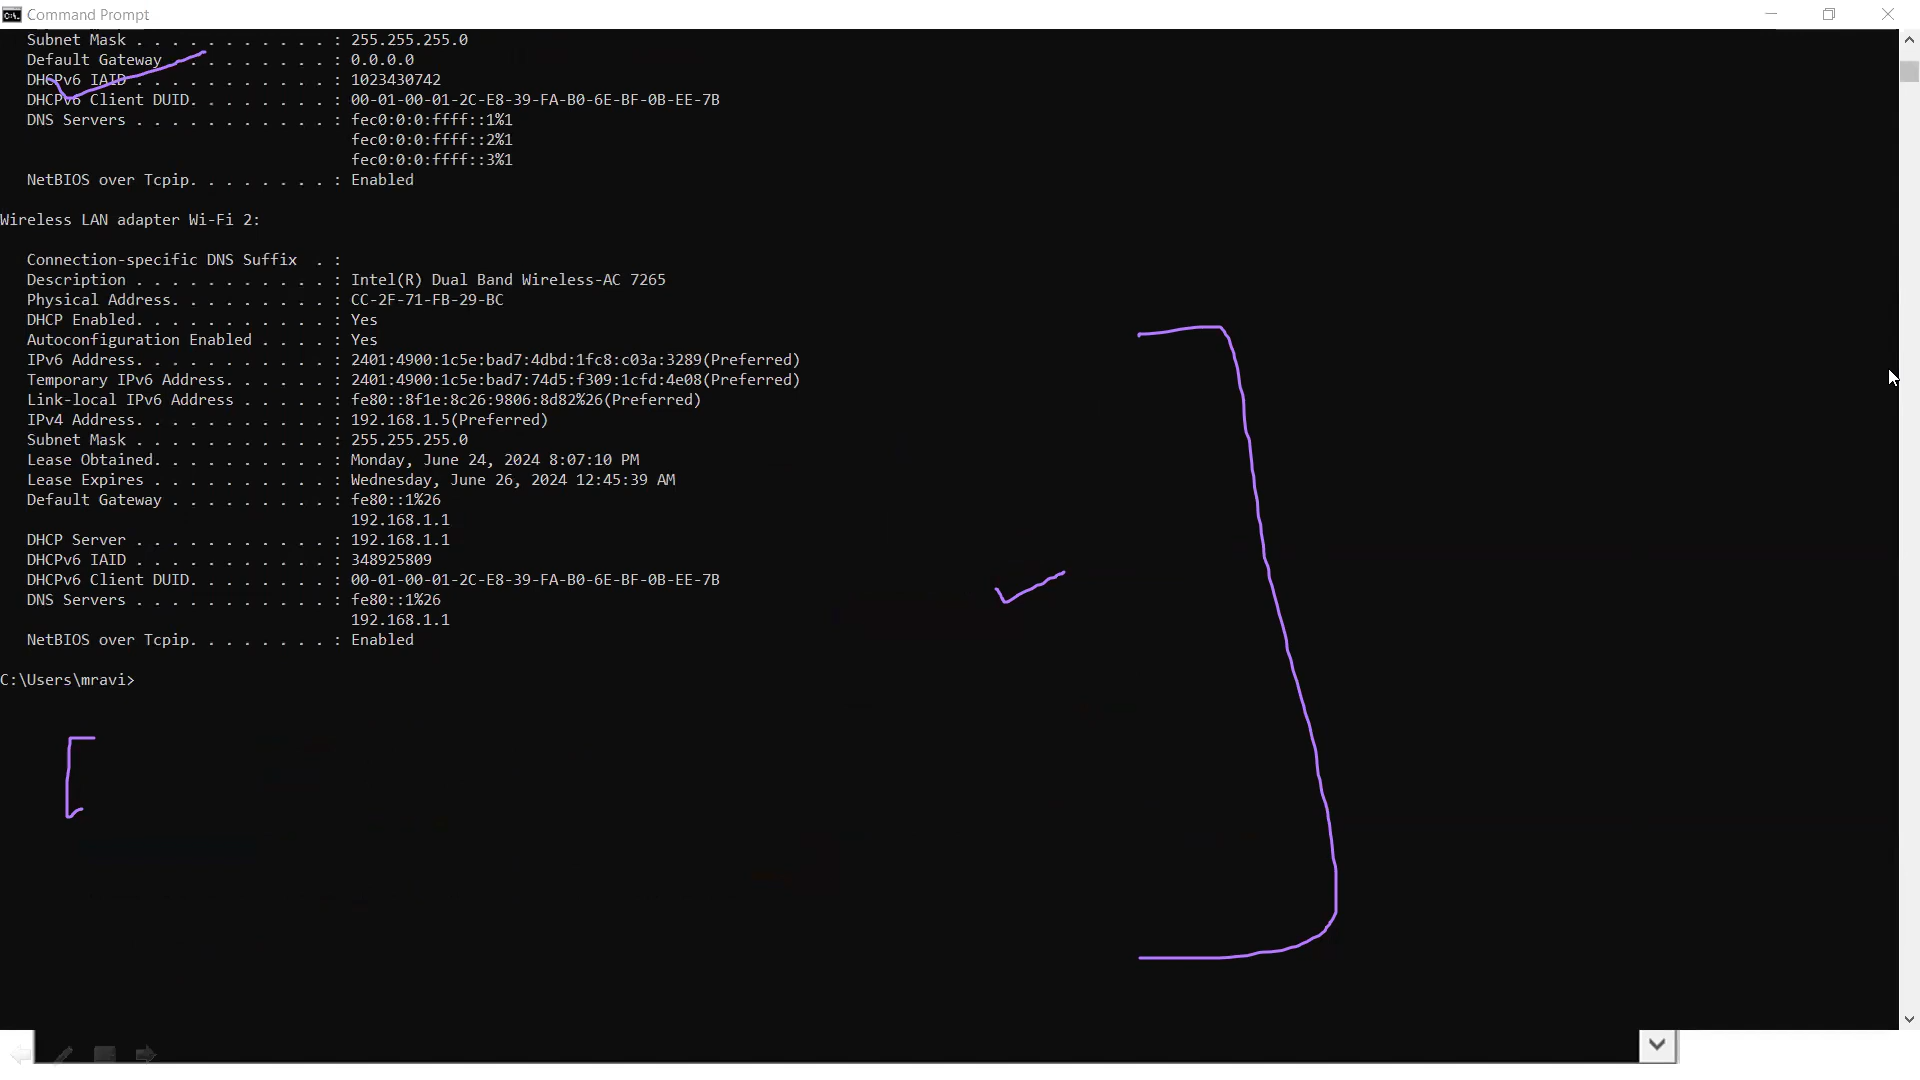 Command Prompt
Subnet Mask . . . . . . . . . . . : 255.255.255.0
Default Gateway . . . . . . . . . : 0.0.0.0
DHCPv6 IAID . . . . . . . . . . . : 1023430742
DHCPv6 Client DUID. . . . . . . . : 00-01-00-01-2C-E8-39-FA-B0-6E-BF-0B-EE-7B
DNS Servers . . . . . . . . . . . : fec0:0:0:ffff::1%1
fec0:0:0:ffff::2%1
fec0:0:0:ffff::3%1
NetBIOS over Tcpip. . . . . . . . : Enabled
Wireless LAN adapter Wi-Fi 2:
Connection-specific DNS Suffix  . :
Description . . . . . . . . . . . : Intel(R) Dual Band Wireless-AC 7265
Physical Address. . . . . . . . . : CC-2F-71-FB-29-BC
DHCP Enabled. . . . . . . . . . . : Yes
Autoconfiguration Enabled . . . . : Yes
IPv6 Address. . . . . . . . . . . : 2401:4900:1c5e:bad7:4dbd:1fc8:c03a:3289(Preferred)
Temporary IPv6 Address. . . . . . : 2401:4900:1c5e:bad7:74d5:f309:1cfd:4e08(Preferred)
Link-local IPv6 Address . . . . . : fe80::8f1e:8c26:9806:8d82%26(Preferred)
IPv4 Address. . . . . . . . . . . : 192.168.1.5(Preferred)
Subnet Mask . . . . . . . . . . . : 255.255.255.0
Lease Obtained. . . . . . . . . . : Monday, June 24, 2024 8:07:10 PM
Lease Expires . . . . . . . . . . : Wednesday, June 26, 2024 12:45:39 AM
Default Gateway . . . . . . . . . : fe80::1%26
192.168.1.1
DHCP Server . . . . . . . . . . . : 192.168.1.1
DHCPv6 IAID . . . . . . . . . . . : 348925809
DHCPv6 Client DUID. . . . . . . . : 00-01-00-01-2C-E8-39-FA-B0-6E-BF-0B-EE-7B
DNS Servers . . . . . . . . . . . : fe80::1%26
192.168.1.1
NetBIOS over Tcpip. . . . . . . . : Enabled
C:\Users\mravi>